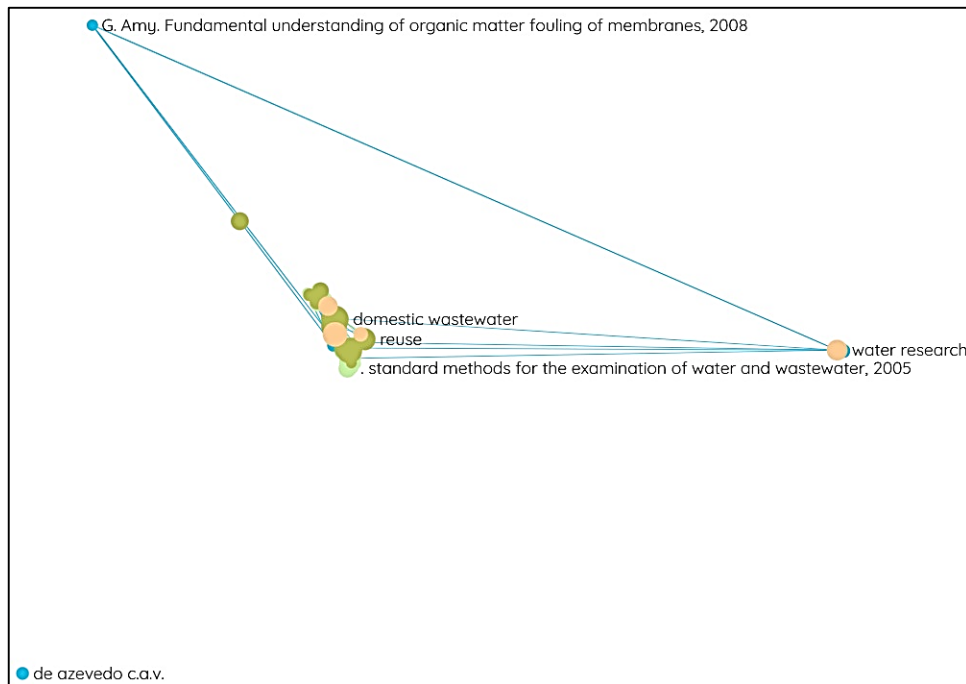 G. Amy. Fundamental understanding of organic matter fouling of membranes, 2008
domestic wastewater
reuse
water research
. standard methods for the examination of water and wastewater, 2005
de azevedo c.a.v.